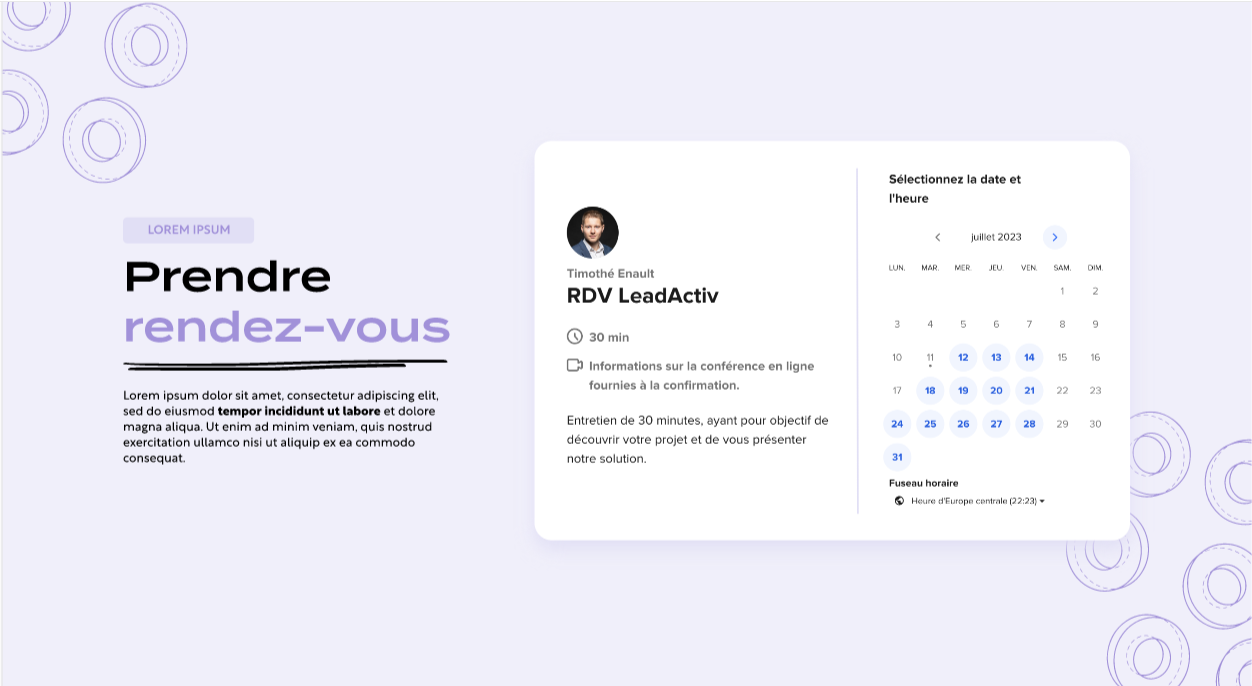 LOREM IPSUM
Prendre
rendez-vous
Lorem ipsum dolor sit amet, consectetur adipiscing elit,
sed do eiusmod tempor incididunt ut labore et dolore
magna aliqua. Ut enim ad minim veniam, quis nostrud
exercitation ullamco nisi ut aliquip ex ea commodo
consequat.
Timothé Enault
RDV LeadActiv
30 min
Informations sur la conférence en ligne
fournies à la confirmation.
Entretien de 30 minutes, ayant pour objectif de
découvrir votre projet et de vous présenter
notre solution.
Sélectionnez la date et
l'heure
juillet 2023
LUN. MAR. MER. JEU. VEN. SAM. DIM.
1 2
3 4 5 6 7 8 9
10 11 12 13 14 15 16
17 18 19 20 21 22 23
24 25 26 27 28 29 30
31
Fuseau horaire
Heure d'Europe centrale (22:23)